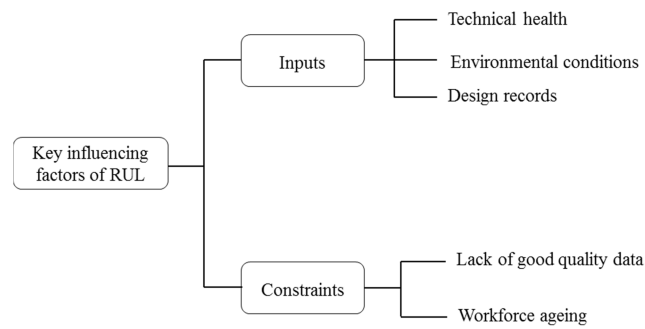 Key influencing
factors of RUL
Inputs
Technical health
Environmental conditions
Design records
Constraints
Lack of good quality data
Workforce ageing